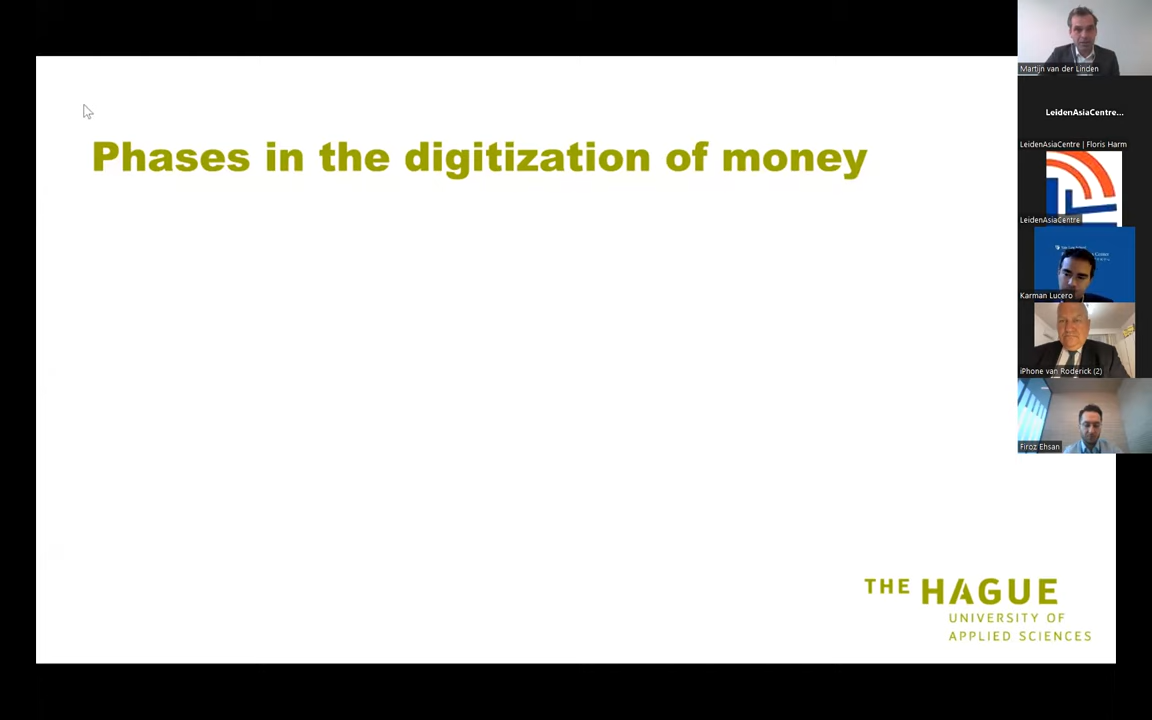 Phases in the digitization of money
THE HAGUE
UNIVERSITY OF
APPLIED SCIENCES
Martijn van der Linden
LeidenAsiaCentre...
LeidenAsiaCentre | Floris Harm
LeidenAsiaCentre
Karman Lucero
iPhone van Roderick (2)
Firoz Ehsan